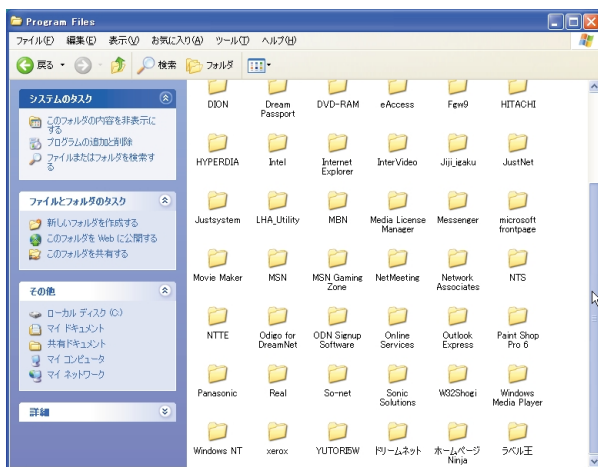 Program Files
ファイル(F) 編集(E) 表示(V) お気に入り(A) ツール(T) ヘルプ(H)
戻る 検索 フォルダ
システムのタスク
このフォルダの内容を非表示に
する
プログラムの追加と削除
ファイルまたはフォルダを検索す
る
ファイルとフォルダのタスク
新しいフォルダを作成する
このフォルダを Web に公開する
このフォルダを共有する
その他
ローカル ディスク (C:)
マイ ドキュメント
共有ドキュメント
マイ コンピュータ
マイ ネットワーク
詳細
DION Dream DVD-RAM eAccess Fgw9 HITACHI
Passport
HYPERDIA Intel Internet InterVideo Jiji_igaku JustNet
Explorer
Justsystem LHA_Utility MBN Media License Messenger microsoft
Manager frontpage
Movie Maker MSN MSN Gaming NetMeeting Network NTS
Zone Associates
NTTE Odigo for ODN Signup Online Outlook Paint Shop
DreamNet Software Services Express Pro 6
Panasonic Real So-net Sonic W32Shogi Windows
Solutions Media Player
Windows NT xerox YUTORI5W ドリームネット ホームページ ラベル王
Ninja